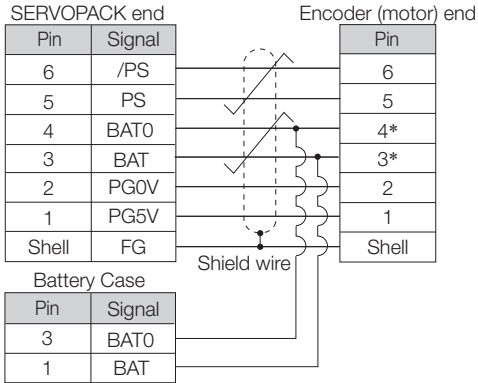 SERVOPACK end Encoder (motor) end
Pin Signal Pin
6 /PS 6
5 PS 5
4 BAT0 4*
3 BAT 3*
2 PG0V 2
1 PG5V 1
Shell FG Shell
Shield wire
Battery Case
Pin Signal
3 BAT0
1 BAT